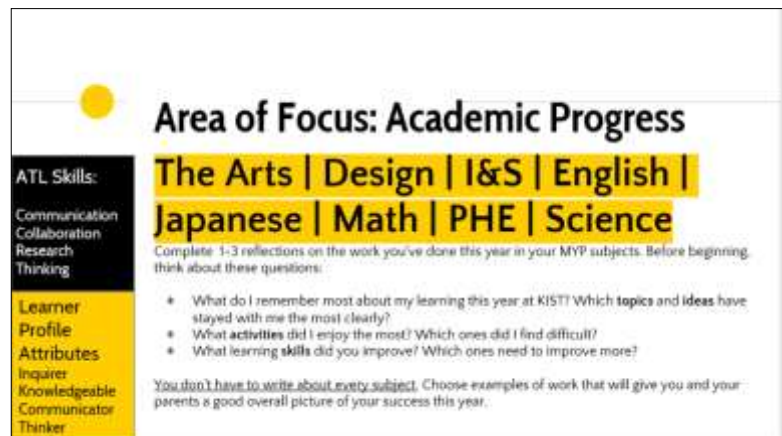 Area of Focus: Academic Progress
The Arts | Design | I&S | English |
Japanese | Math | PHE | Science
Complete 1-3 reflections on the work you've done this year in your MYP subjects. Before beginning,
think about these questions:
What do I remember most about my learning this year at KIST? Which topics and ideas have
stayed with me the most clearly?
What activities did I enjoy the most? Which ones did I find difficult?
What learning skills did you improve? Which ones need to improve more?
You don't have to write about every subject. Choose examples of work that will give you and your
parents a good overall picture of your success this year.
ATL Skills:
Communication
Collaboration
Research
Thinking
Learner
Profile
Attributes
Inquirer
Knowledgeable
Communicator
Thinker